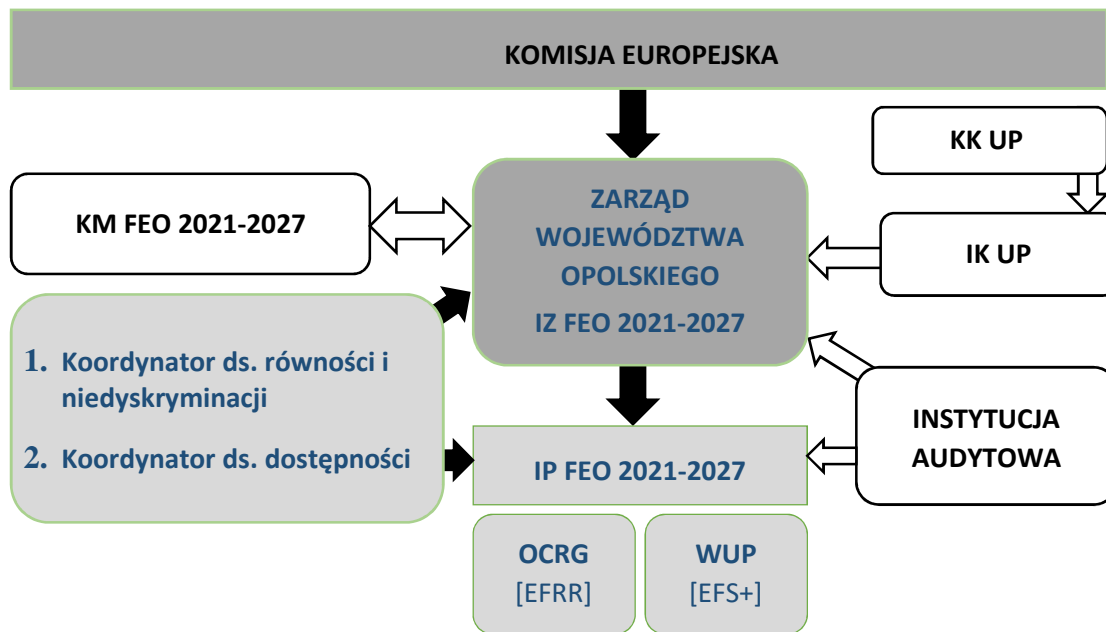 KOMISJA EUROPEJSKA
KK UP
KM FEO 2021-2027
ZARZĄD
WOJEWÓDZTWA
OPOLSKIEGO
IZ FEO 2021-2027
IK UP
1. Koordynator ds. równości i
niedyskryminacji
2. Koordynator ds. dostępności
INSTYTUCJA
AUDYTOWA
IP FEO 2021-2027
OCRG
[EFRR]
WUP
[EFS+]